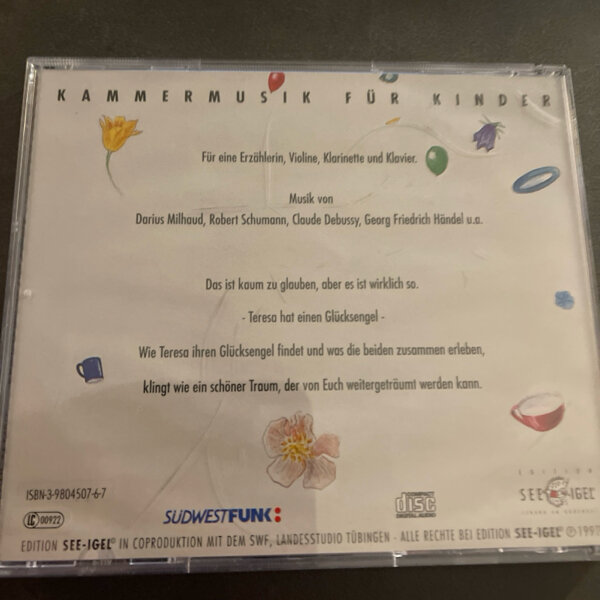 KAMMERMUSIK FÜR KINDER
Für eine Erzählerin, Violine, Klarinette und Klavier.
Musik von
Darius Milhaud, Robert Schumann, Claude Debussy, Georg Friedrich Händel u.a.
Das ist kaum zu glauben, aber es ist wirklich so.
- Teresa hat einen Glücksengel -
Wie Teresa ihren Glücksengel findet und was die beiden zusammen erleben,
klingt wie ein schöner Traum, der von Euch weitergeträumt werden kann.
EDITION
SEE-IGEL®
ISBN-3-9804507-6-7
LC 00922
SÜDWESTFUNK:
COMPACT
disc
DIGITAL AUDIO
EDITION SEE-IGEL® IN COPRODUKTION MIT DEM SWF, LANDESSTUDIO TÜBINGEN - ALLE RECHTE BEI EDITION SEE-IGEL® ℗